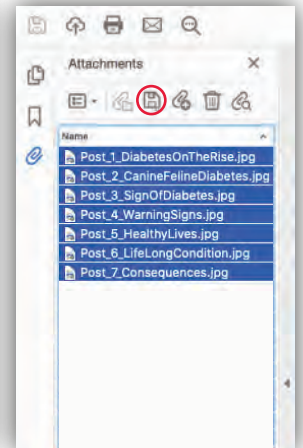 Attachments
Name
Post_1_DiabetesOnTheRise.jpg
Post_2_CanineFelineDiabetes.jpg
Post_3_SignOfDiabetes.jpg
Post_4_WarningSigns.jpg
Post_5_HealthyLives.jpg
Post_6_LifeLongCondition.jpg
Post_7_Consequences.jpg